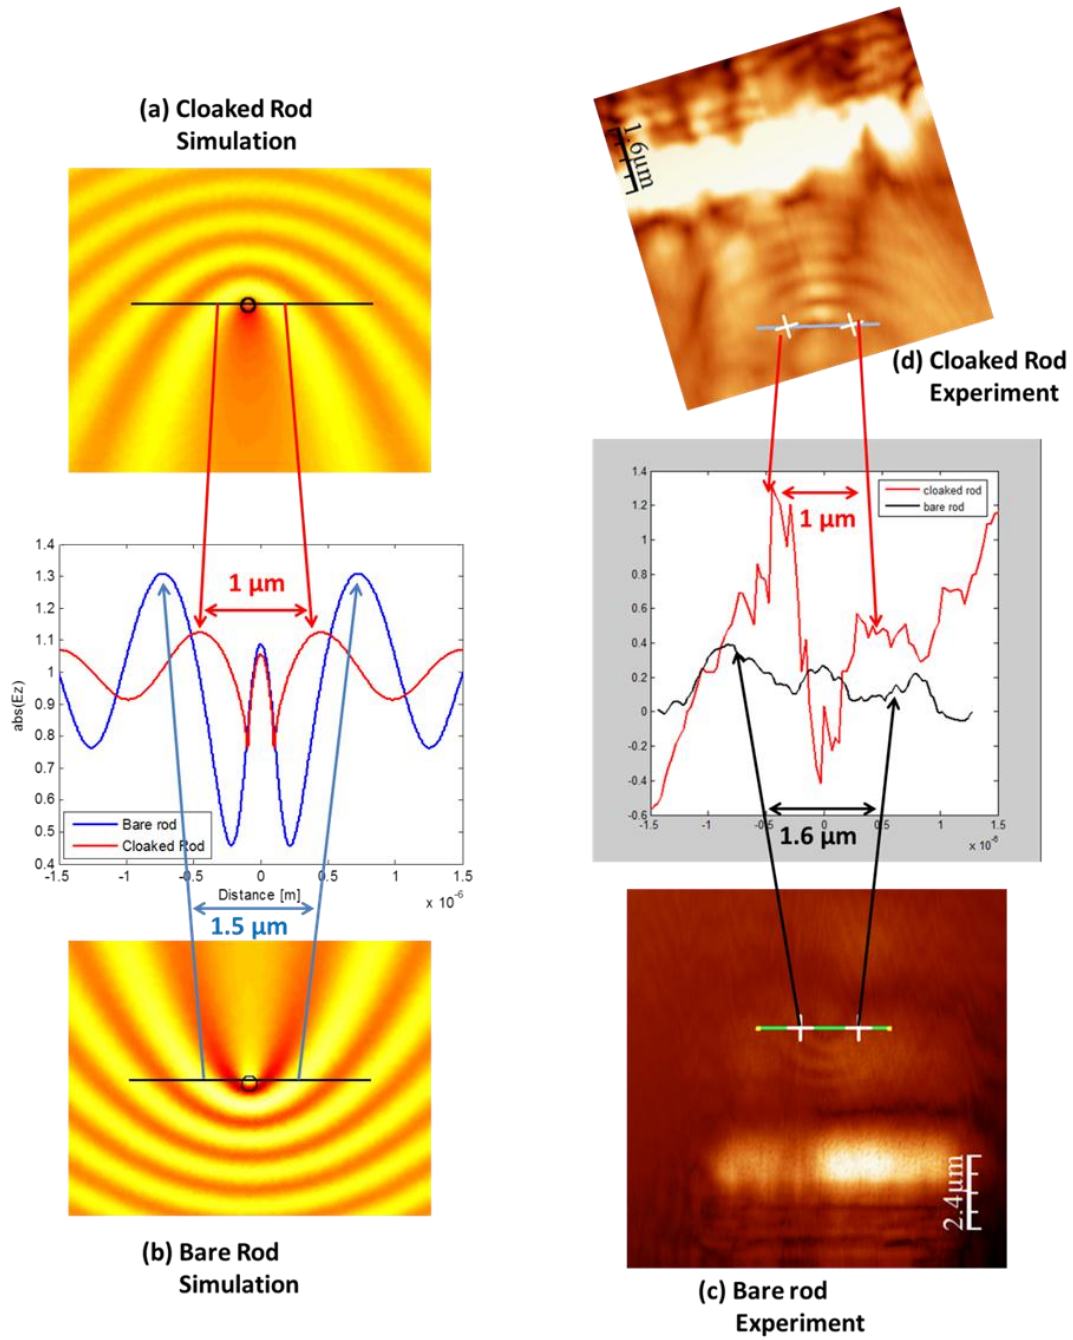 (a) Cloaked Rod
Simulation
1.6μm
(d) Cloaked Rod
Experiment
1.4
1.3
1.2
1.1
1
0.9
0.8
0.7
0.6
0.5
0.4
abs(Ez)
1 μm
Bare rod
Cloaked Rod
-1.5
-1
-0.5
0
0.5
1
1.5
Distance [m]
x 10⁻⁶
1.5 μm
1.4
1.2
1
0.8
0.6
0.4
0.2
0
-0.2
-0.4
-0.6
cloaked rod
bare rod
1 μm
-1.5
-1
-0.5
0
0.5
1
1.5
x 10⁻⁶
1.6 μm
2.4μm
(b) Bare Rod
Simulation
(c) Bare rod
Experiment